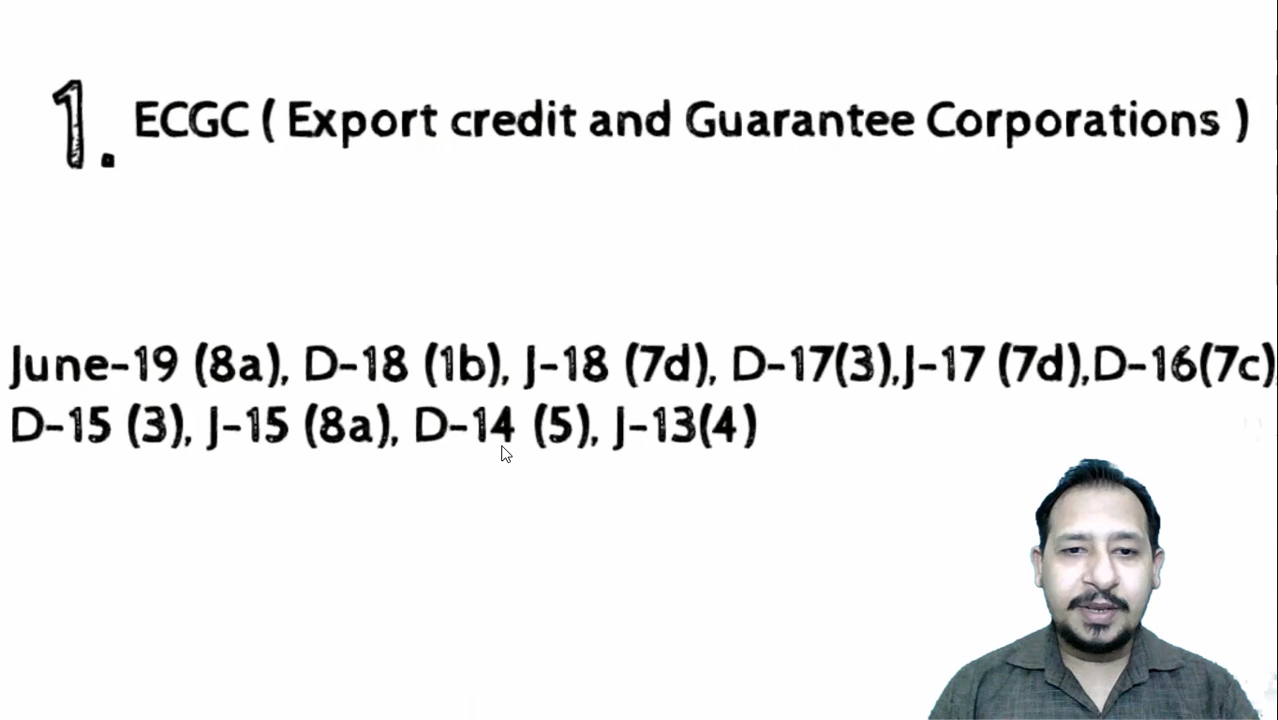 1. ECGC ( Export credit and Guarantee Corporations )
June-19 (8a), D-18 (1b), J-18 (7d), D-17(3),J-17 (7d),D-16(7c)
D-15 (3), J-15 (8a), D-14 (5), J-13(4)